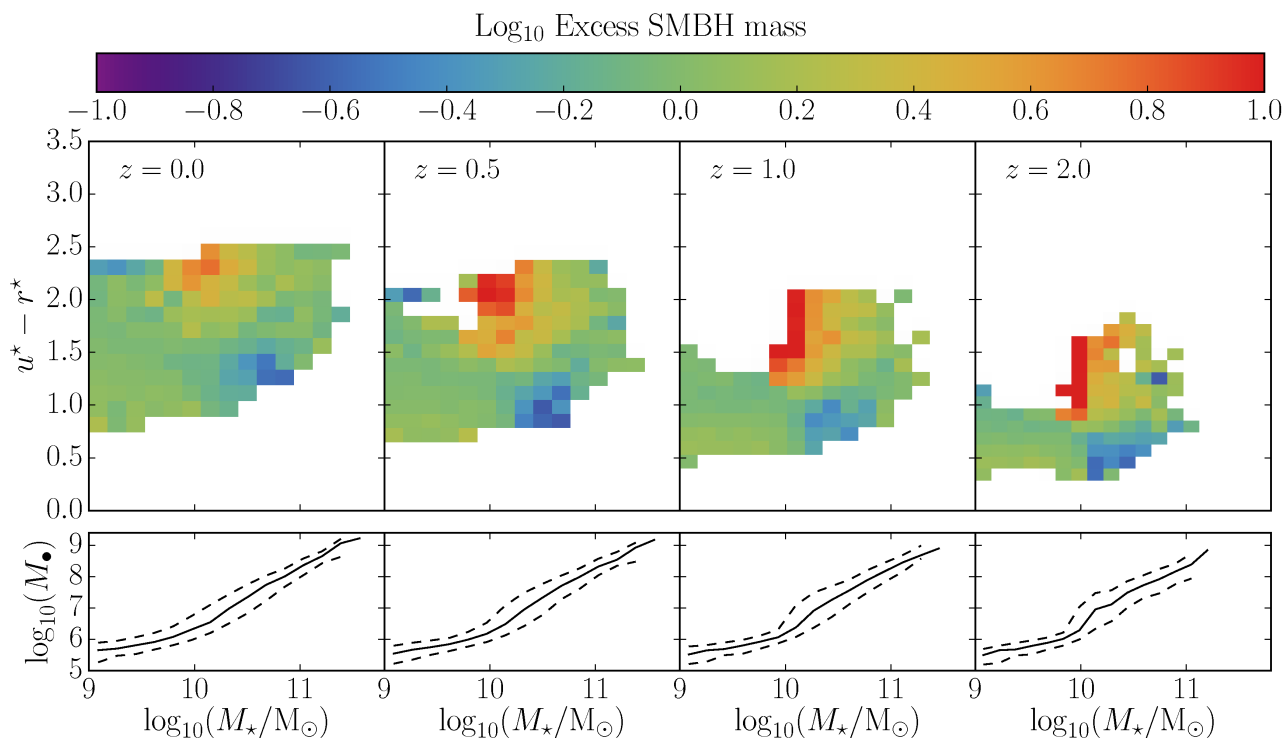 Log₁₀ Excess SMBH mass
−1.0 −0.8 −0.6 −0.4 −0.2 0.0 0.2 0.4 0.6 0.8 1.0
z = 0.0 z = 0.5 z = 1.0 z = 2.0
3.5
3.0
2.5
2.0
1.5
1.0
0.5
0.0
u* − r*
9
8
7
6
5
log₁₀(M●)
9 10 11 9 10 11 9 10 11 9 10 11
log₁₀(M⋆/M⊙) log₁₀(M⋆/M⊙) log₁₀(M⋆/M⊙) log₁₀(M⋆/M⊙)